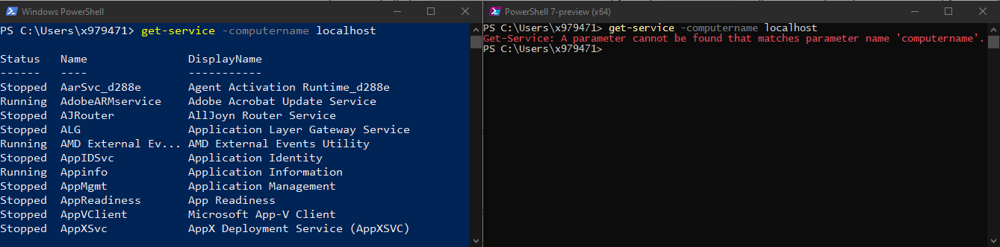 Windows PowerShell
PS C:\Users\x979471> get-service -computername localhost
Status   Name               DisplayName
------   ----               -----------
Stopped  AarSvc_d288e       Agent Activation Runtime_d288e
Running  AdobeARMservice    Adobe Acrobat Update Service
Stopped  AJRouter           AllJoyn Router Service
Stopped  ALG                Application Layer Gateway Service
Running  AMD External Ev... AMD External Events Utility
Stopped  AppIDSvc           Application Identity
Running  Appinfo            Application Information
Stopped  AppMgmt            Application Management
Stopped  AppReadiness       App Readiness
Stopped  AppVClient         Microsoft App-V Client
Stopped  AppXSvc            AppX Deployment Service (AppXSVC)
PowerShell 7-preview (x64)
PS C:\Users\x979471> get-service -computername localhost
Get-Service: A parameter cannot be found that matches parameter name 'computername'.
PS C:\Users\x979471>